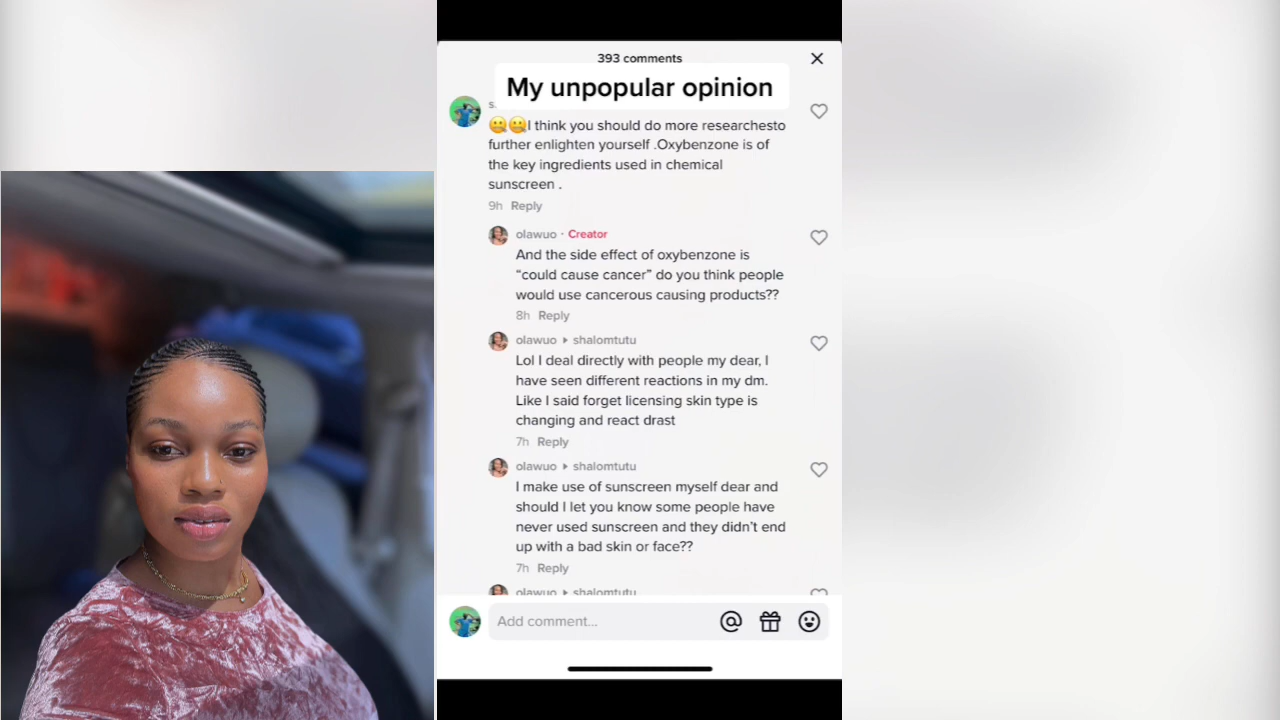 393 comments
My unpopular opinion
s.
🤐🤐I think you should do more researchesto
further enlighten yourself .Oxybenzone is of
the key ingredients used in chemical
sunscreen .
9h Reply
olawuo · Creator
And the side effect of oxybenzone is
“could cause cancer” do you think people
would use cancerous causing products??
8h Reply
olawuo ▸ shalomtutu
Lol I deal directly with people my dear, I
have seen different reactions in my dm.
Like I said forget licensing skin type is
changing and react drast
7h Reply
olawuo ▸ shalomtutu
I make use of sunscreen myself dear and
should I let you know some people have
never used sunscreen and they didn’t end
up with a bad skin or face??
7h Reply
olawuo ▸ shalomtutu
Add comment...